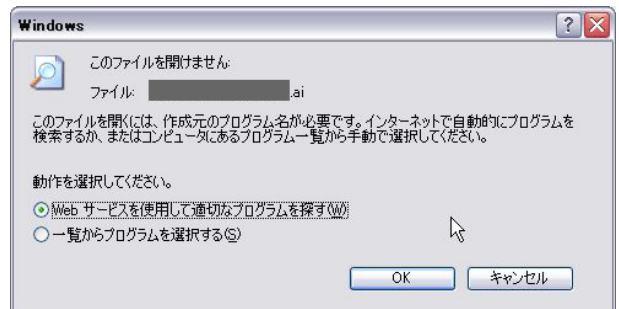 Windows
このファイルを開けません:
ファイル: .ai
このファイルを開くには、作成元のプログラム名が必要です。インターネットで自動的にプログラムを
検索するか、またはコンピュータにあるプログラム一覧から手動で選択してください。
動作を選択してください。
Web サービスを使用して適切なプログラムを探す(W)
一覧からプログラムを選択する(S)
OK キャンセル